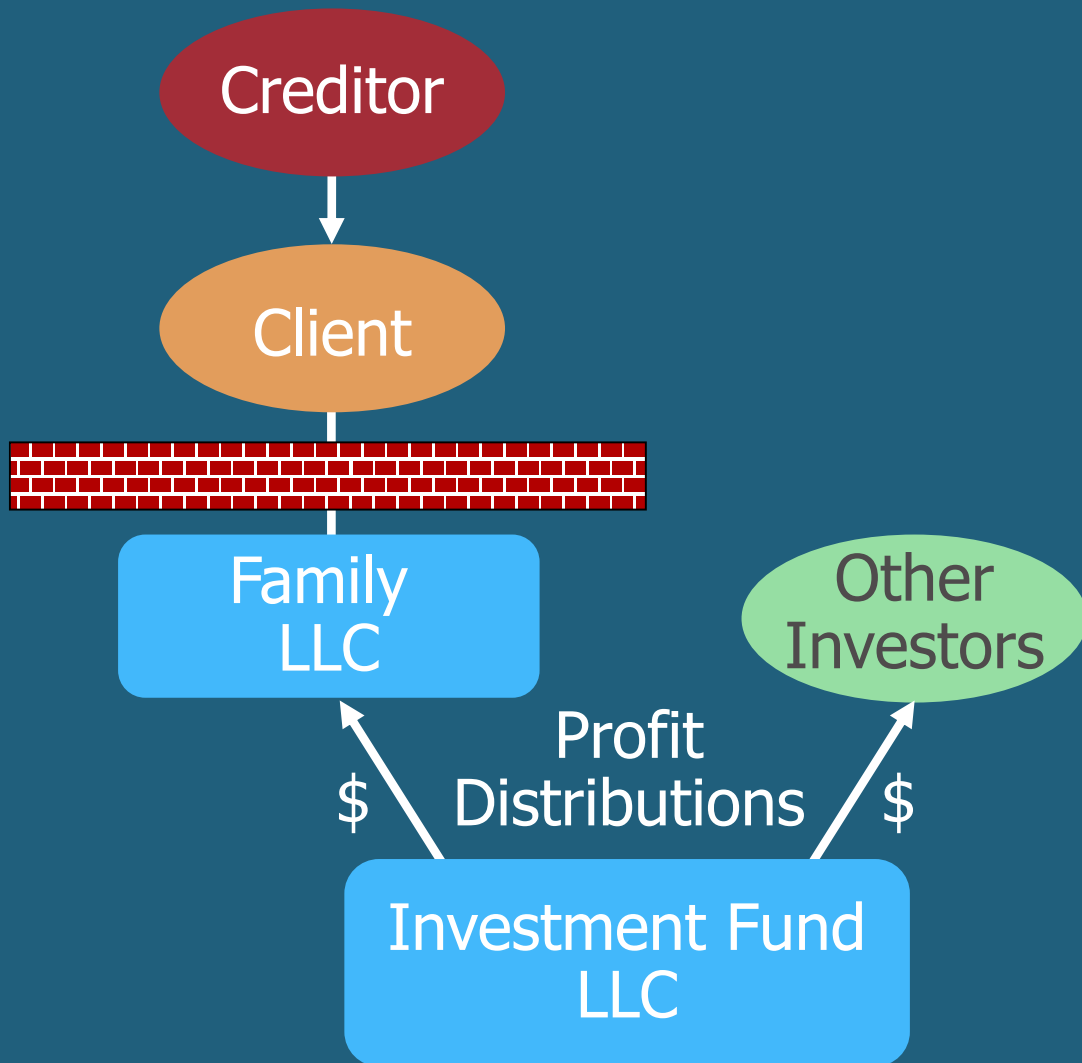 Creditor
Client
Family
LLC
Other
Investors
Profit
Distributions
$
$
Investment Fund
LLC